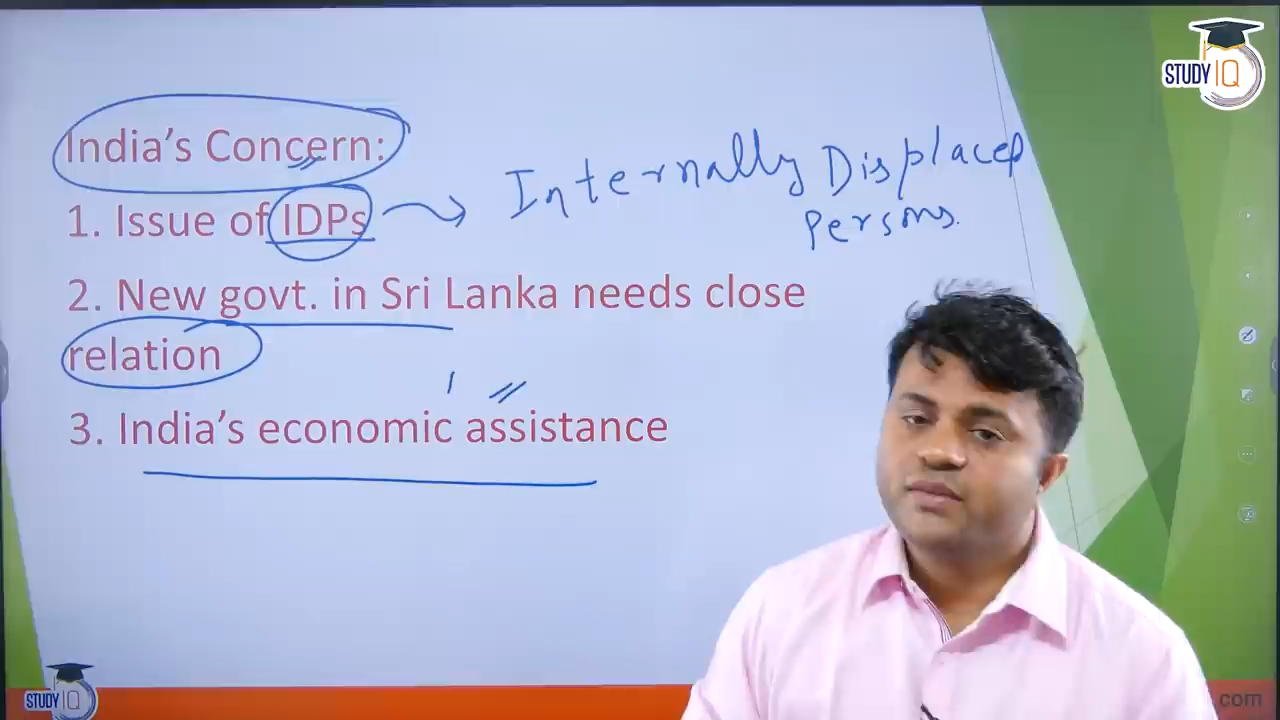 STUDY IQ
India's Concern:
1. Issue of IDPs
Internally Displaced
Persons.
2. New govt. in Sri Lanka needs close
relation
3. India's economic assistance
STUDY IQ
com